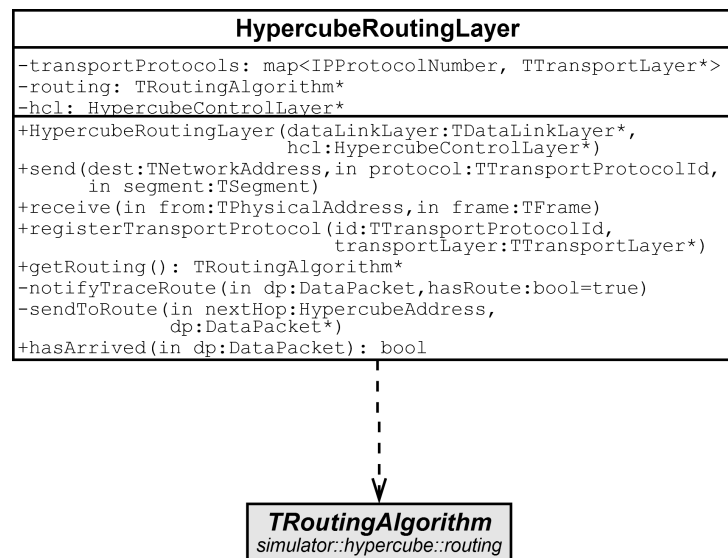 HypercubeRoutingLayer
-transportProtocols: map<IPProtocolNumber, TTransportLayer*>
-routing: TRoutingAlgorithm*
-hcl: HypercubeControlLayer*
+HypercubeRoutingLayer(dataLinkLayer:TDataLinkLayer*,
hcl:HypercubeControlLayer*)
+send(dest:TNetworkAddress,in protocol:TTransportProtocolId,
in segment:TSegment)
+receive(in from:TPhysicalAddress,in frame:TFrame)
+registerTransportProtocol(id:TTransportProtocolId,
transportLayer:TTransportLayer*)
+getRouting(): TRoutingAlgorithm*
-notifyTraceRoute(in dp:DataPacket,hasRoute:bool=true)
-sendToRoute(in nextHop:HypercubeAddress,
dp:DataPacket*)
+hasArrived(in dp:DataPacket): bool
TRoutingAlgorithm
simulator::hypercube::routing